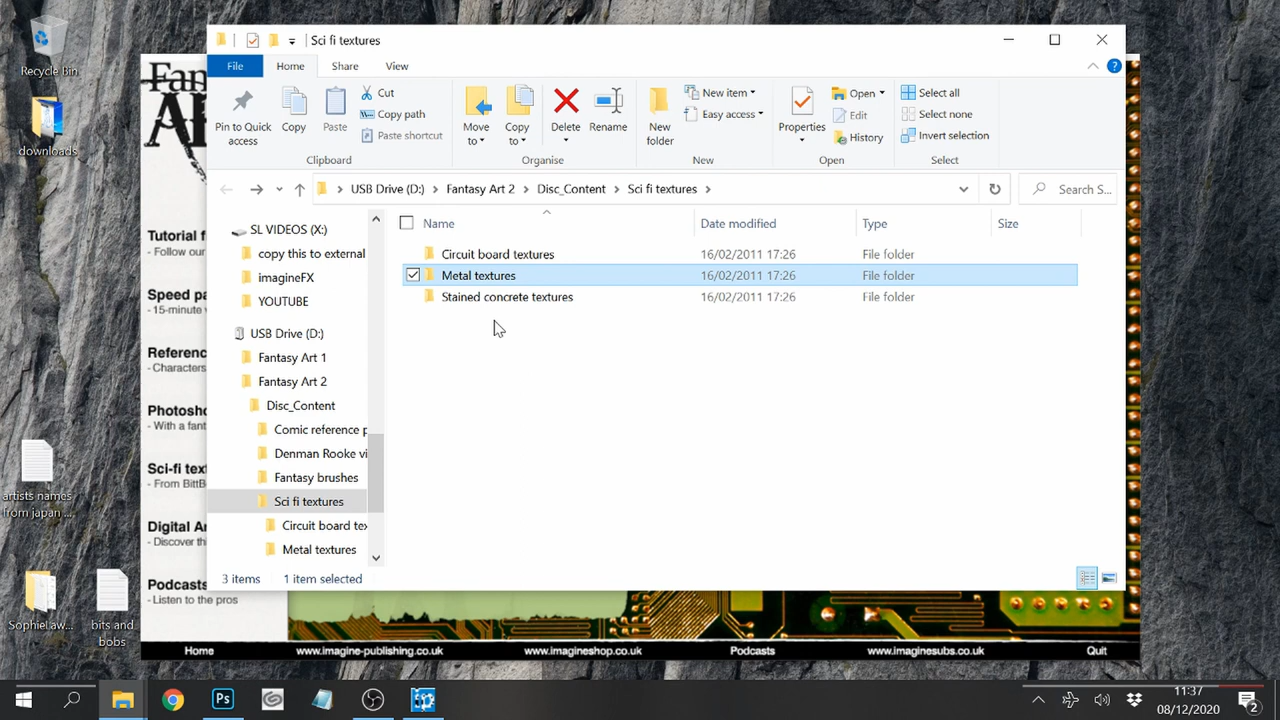 Recycle Bin
downloads
artists names
from japan ...
SophieLaw...
bits and
bobs
Sci fi textures
File
Home
Share
View
Pin to Quick
access
Copy
Paste
Cut
Copy path
Paste shortcut
Clipboard
Move
to
Copy
to
Delete
Rename
Organise
New
folder
New item
Easy access
New
Properties
Open
Edit
History
Open
Select all
Select none
Invert selection
Select
USB Drive (D:) > Fantasy Art 2 > Disc_Content > Sci fi textures >
Search S...
SL VIDEOS (X:)
copy this to external
imagineFX
YOUTUBE
USB Drive (D:)
Fantasy Art 1
Fantasy Art 2
Disc_Content
Comic reference p
Denman Rooke vi
Fantasy brushes
Sci fi textures
Circuit board tex
Metal textures
Name Date modified Type Size
Circuit board textures 16/02/2011 17:26 File folder
Metal textures 16/02/2011 17:26 File folder
Stained concrete textures 16/02/2011 17:26 File folder
3 items 1 item selected
Fan
Ar
Tutorial f
- Follow our
Speed pa
- 15-minute
Referenc
- Characters
Photosho
- With a fant
Sci-fi tex
- From BittB
Digital Ar
- Discover thi
Podcasts
- Listen to the pros
Home www.imagine-publishing.co.uk www.imagineshop.co.uk Podcasts www.imaginesubs.co.uk Quit
Ps
11:37
08/12/2020
2